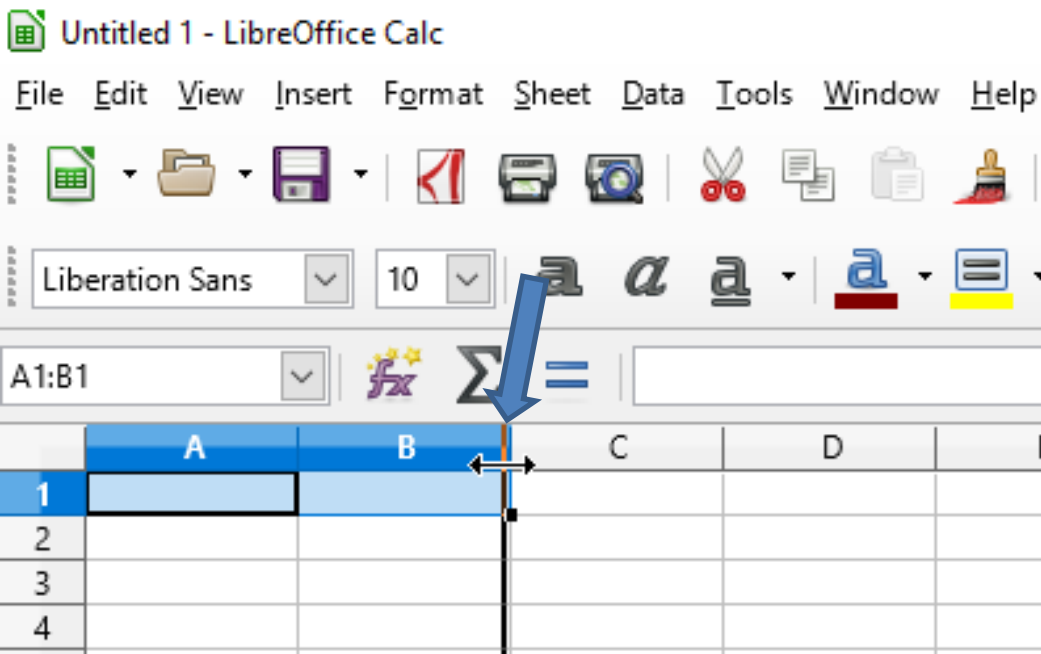 Untitled 1 - LibreOffice Calc
File Edit View Insert Format Sheet Data Tools Window Help
Liberation Sans 10 a a a a
A1:B1 fx Σ =
A B C D
1
2
3
4